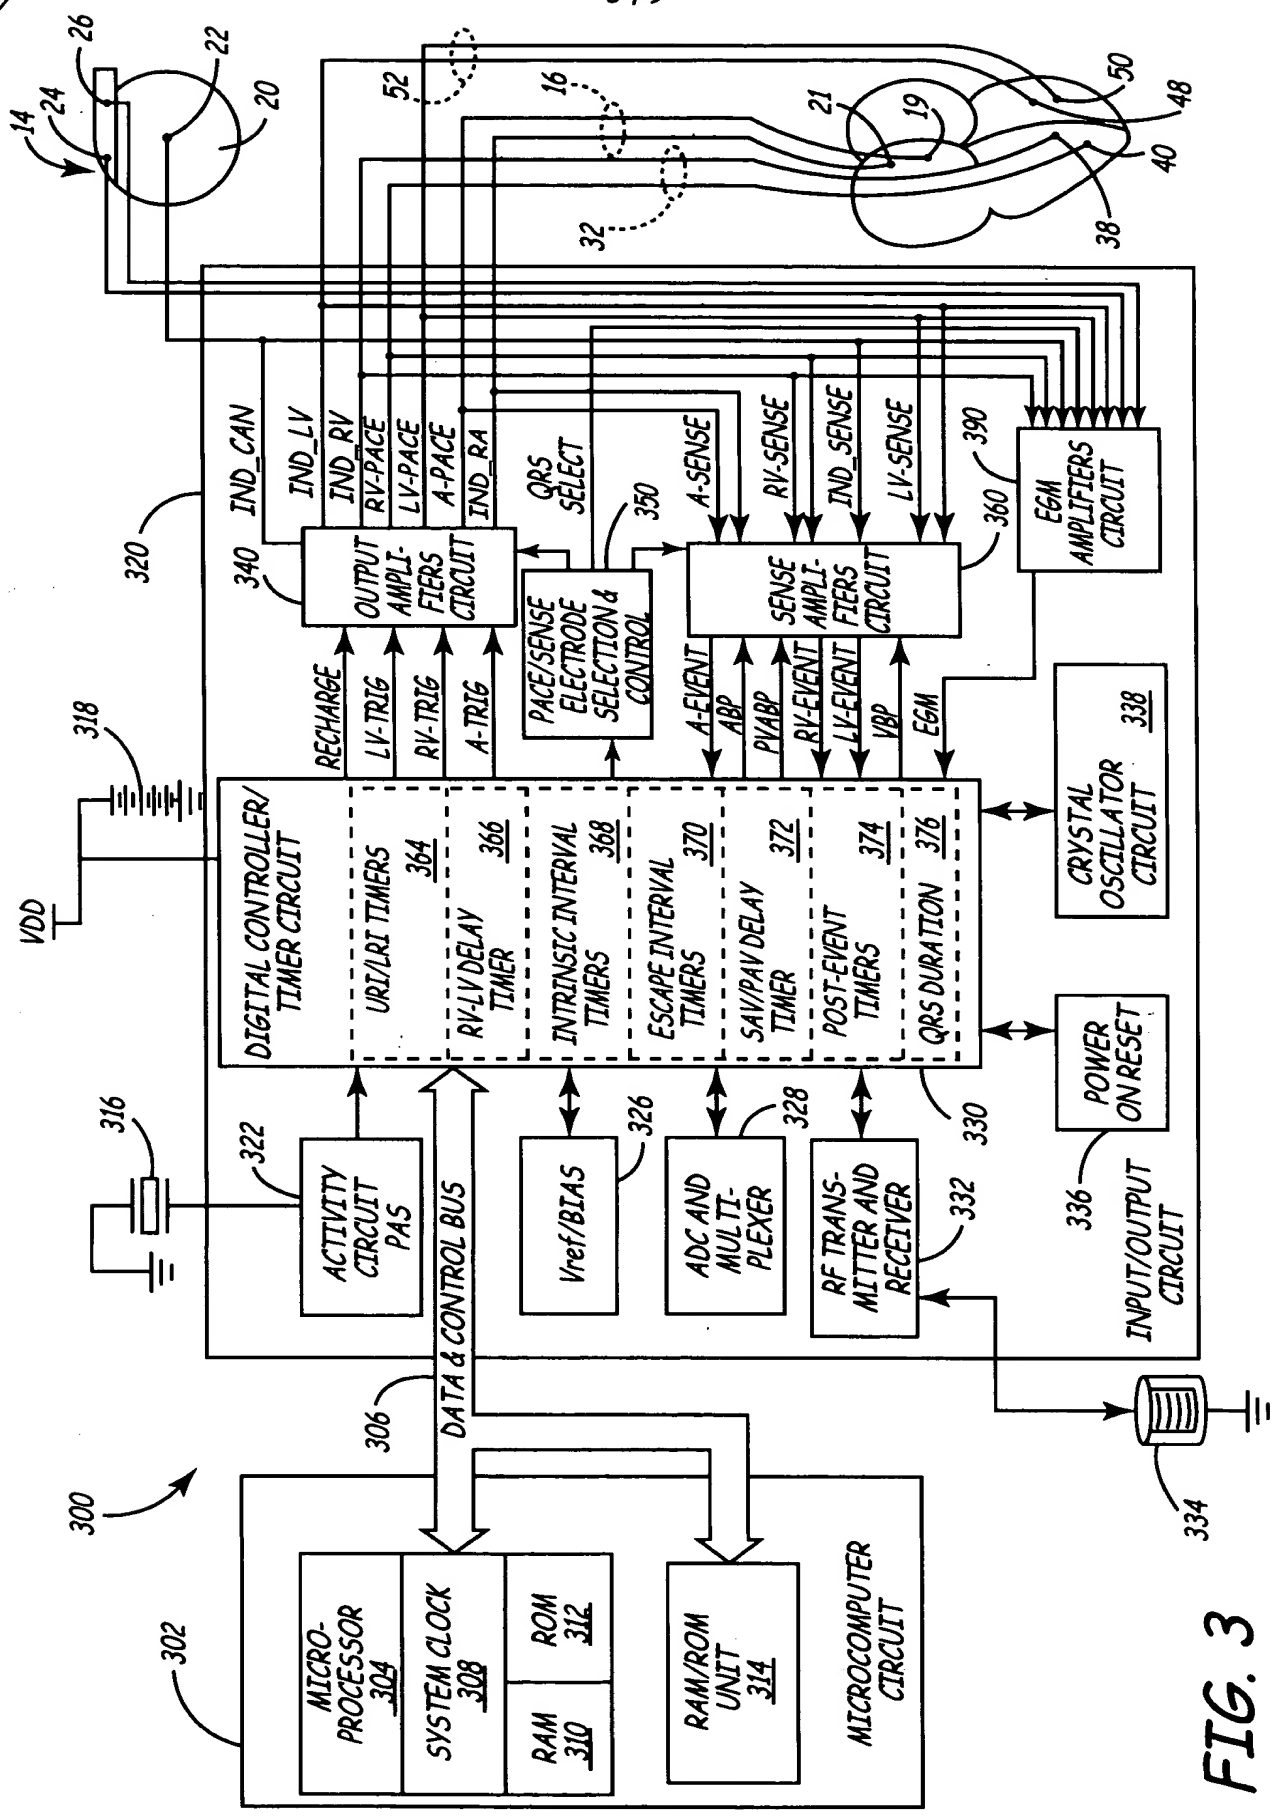 FIG. 3
300
302
MICRO-
PROCESSOR
304
SYSTEM CLOCK
308
RAM
310
ROM
312
RAM/ROM
UNIT
314
MICROCOMPUTER
CIRCUIT
306
DATA & CONTROL BUS
334
316
322
ACTIVITY
CIRCUIT
PAS
Vref/BIAS
326
ADC AND
MULTI-
PLEXER
328
RF TRANS-
MITTER AND
RECEIVER
332
INPUT/OUTPUT
CIRCUIT
VDD
318
320
DIGITAL CONTROLLER/
TIMER CIRCUIT
URI/LRI TIMERS
364
RV-LV DELAY
TIMER
366
INTRINSIC INTERVAL
TIMERS
368
ESCAPE INTERVAL
TIMERS
370
SAV/PAV DELAY
TIMER
372
POST-EVENT
TIMERS
374
QRS DURATION
376
330
POWER
ON RESET
336
CRYSTAL
OSCILLATOR
CIRCUIT
338
RECHARGE
LV-TRIG
RV-TRIG
A-TRIG
A-EVENT
ABP
PVABP
RV-EVENT
LV-EVENT
VBP
EGM
340
OUTPUT
AMPLI-
FIERS
CIRCUIT
PACE/SENSE
ELECTRODE
SELECTION &
CONTROL
350
SENSE
AMPLI-
FIERS
CIRCUIT
360
EGM
AMPLIFIERS
CIRCUIT
390
IND_CAN
IND_LV
IND_RV
RV-PACE
LV-PACE
A-PACE
IND_RA
QRS
SELECT
A-SENSE
RV-SENSE
IND_SENSE
LV-SENSE
14
24
26
22
20
52
16
32
21
19
50
48
40
38